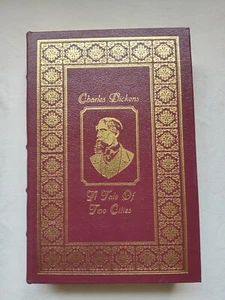 Charles Dickens
A Tale Of
Two Cities